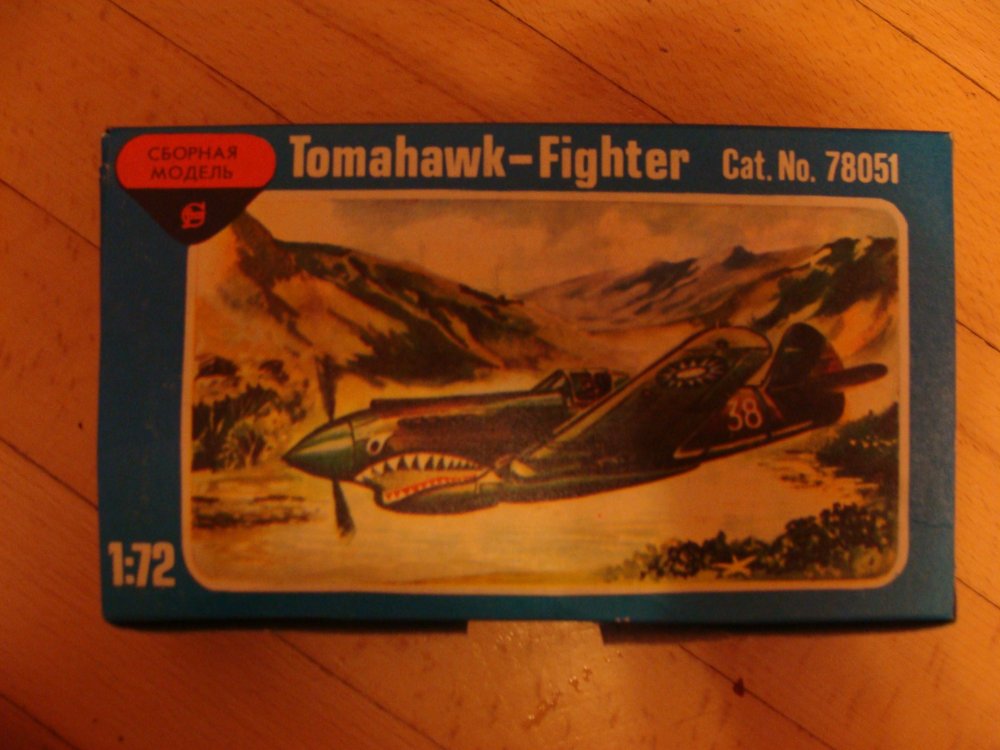 СБОРНАЯ
МОДЕЛЬ
Tomahawk-Fighter
Cat. No. 78051
38
1:72